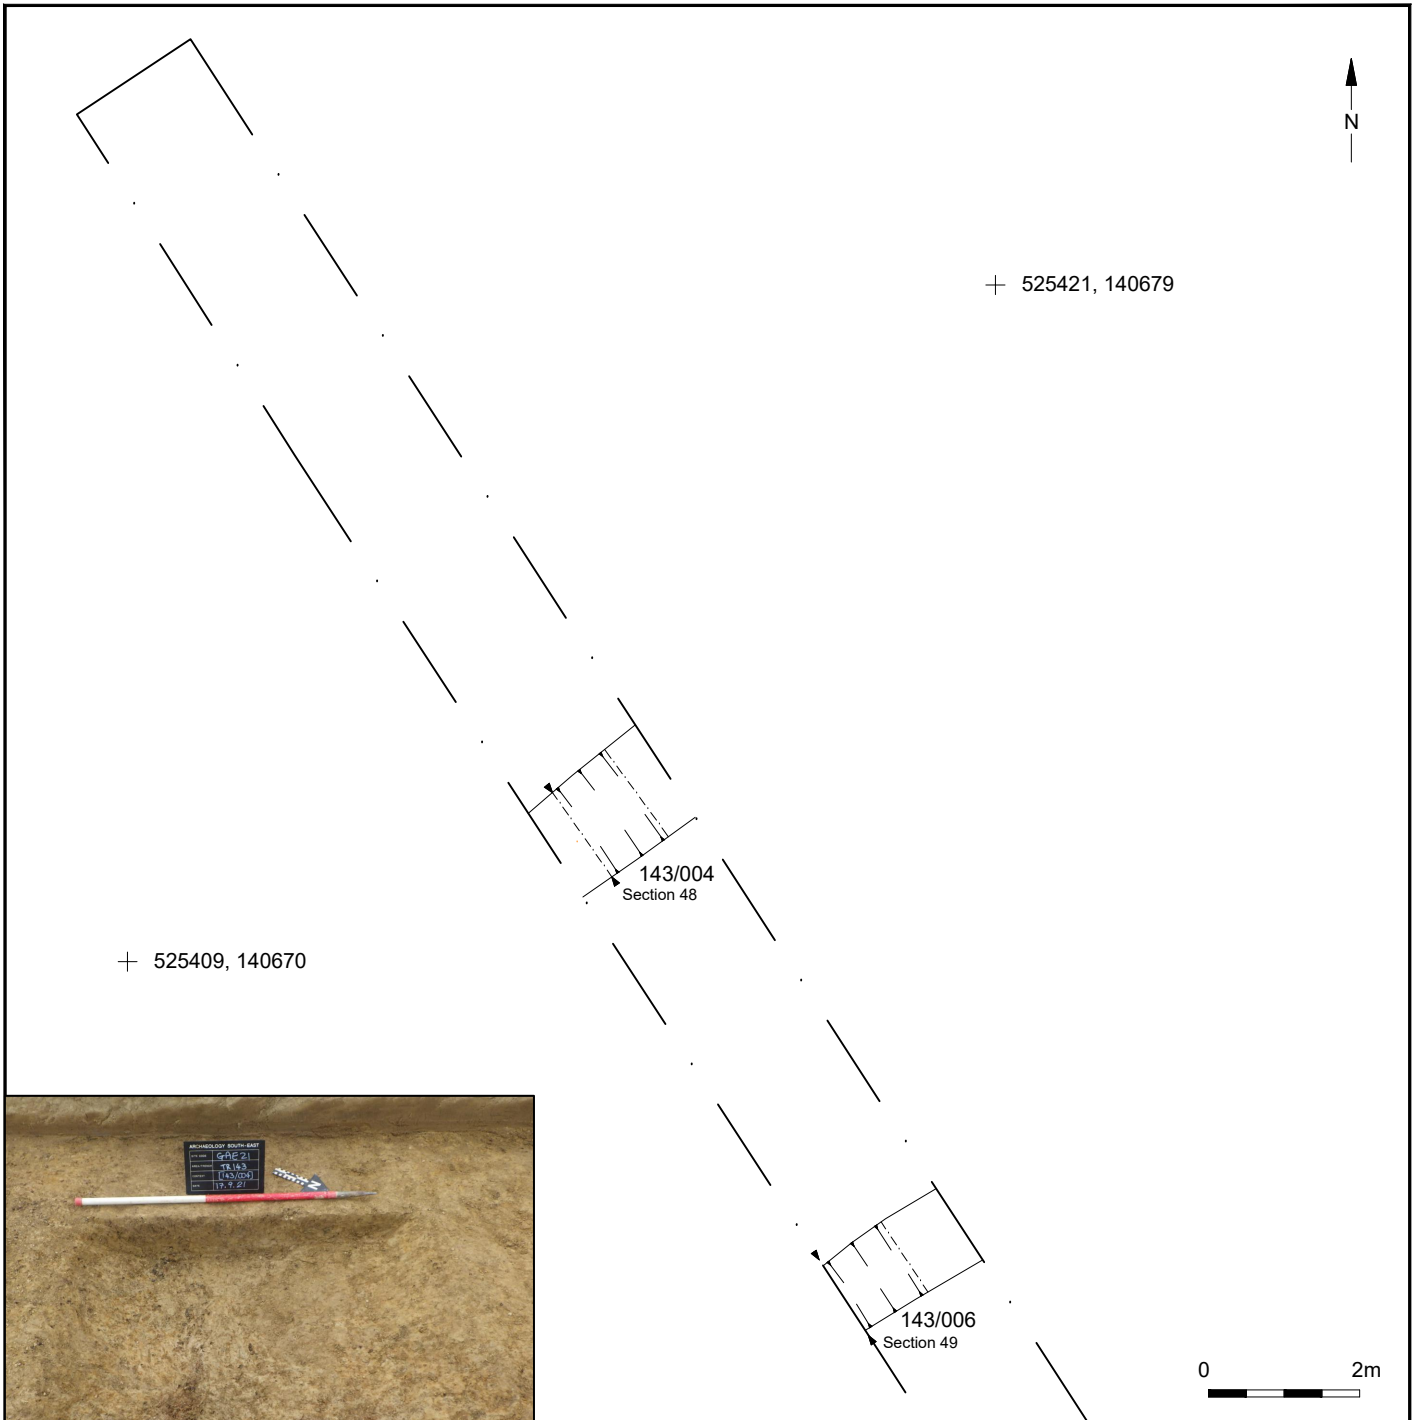 N
525421, 140679
143/004
Section 48
525409, 140670
ARCHAEOLOGY SOUTH-EAST
GAE21
TR143
[143/004]
17.9.21
N
143/006
Section 49
0 2m